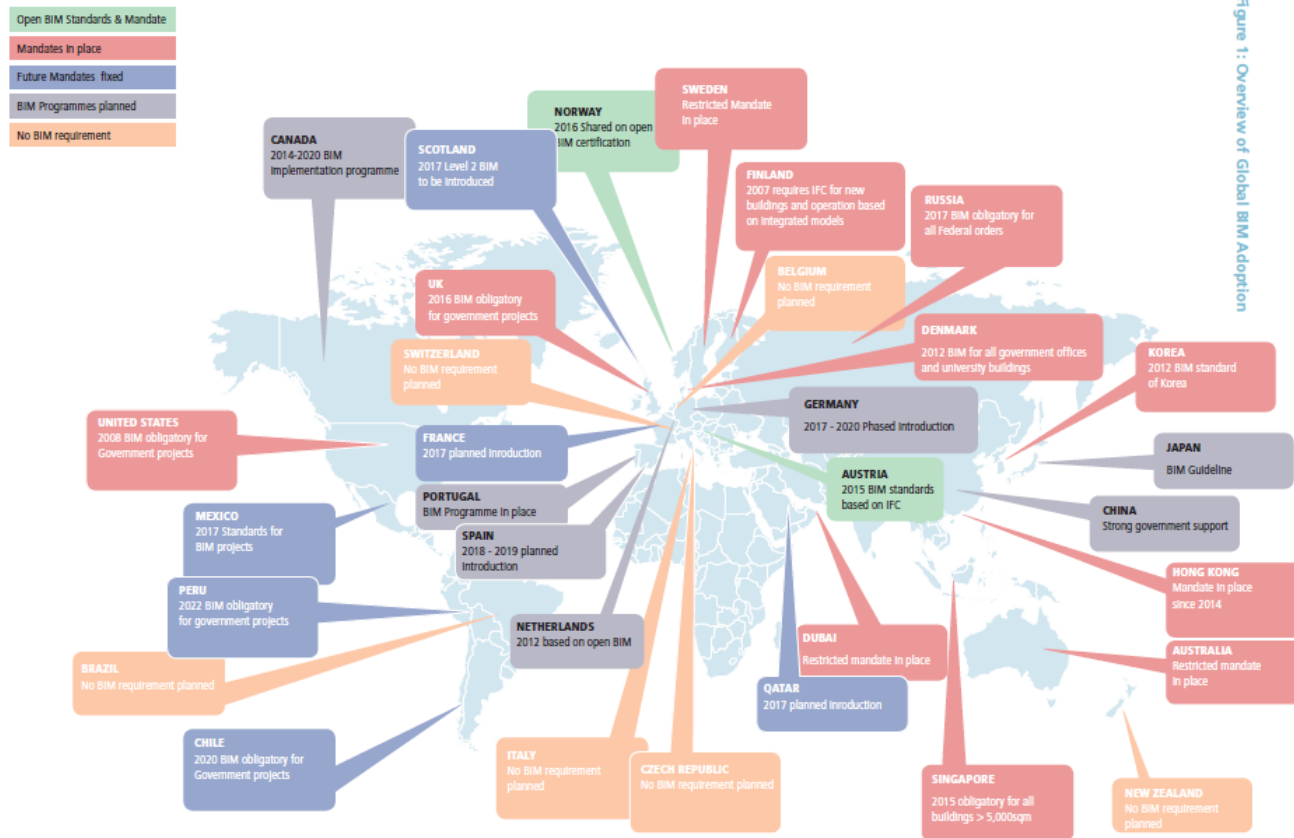 Open BIM Standards & Mandate
Mandates in place
Future Mandates fixed
BIM Programmes planned
No BIM requirement
Figure 1: Overview of Global BIM Adoption
CANADA
2014-2020 BIM
implementation programme
SCOTLAND
2017 Level 2 BIM
to be introduced
NORWAY
2016 Shared on open
BIM certification
SWEDEN
Restricted Mandate
in place
FINLAND
2007 requires IFC for new
buildings and operation based
on integrated models
RUSSIA
2017 BIM obligatory for
all Federal orders
UK
2016 BIM obligatory
for government projects
BELGIUM
No BIM requirement
planned
SWITZERLAND
No BIM requirement
planned
DENMARK
2012 BIM for all government offices
and university buildings
KOREA
2012 BIM standard
of Korea
UNITED STATES
2008 BIM obligatory for
Government projects
FRANCE
2017 planned Inroduction
GERMANY
2017 - 2020 Phased Introduction
JAPAN
BIM Guideline
AUSTRIA
2015 BIM standards
based on IFC
PORTUGAL
BIM Programme in place
CHINA
Strong government support
MEXICO
2017 Standards for
BIM projects
SPAIN
2018 - 2019 planned
Introduction
HONG KONG
Mandate in place
since 2014
PERU
2022 BIM obligatory
for government projects
NETHERLANDS
2012 based on open BIM
DUBAI
Restricted mandate in place
AUSTRALIA
Restricted mandate
in place
BRAZIL
No BIM requirement planned
QATAR
2017 planned Inroduction
CHILE
2020 BIM obligatory for
Government projects
ITALY
No BIM requirement
planned
CZECH REPUBLIC
No BIM requirement planned
SINGAPORE
2015 obligatory for all
buildings > 5,000sqm
NEW ZEALAND
No BIM requirement
planned